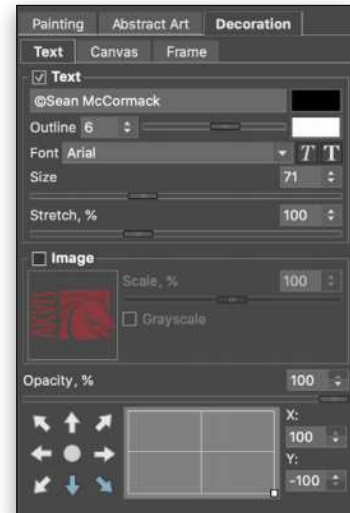 Painting Abstract Art Decoration
Text Canvas Frame
Text
©Sean McCormack
Outline 6
Font Arial T T
Size 71
Stretch, % 100
Image
AKVIS Scale, % 100
Grayscale
Opacity, % 100
X:
100
Y:
-100